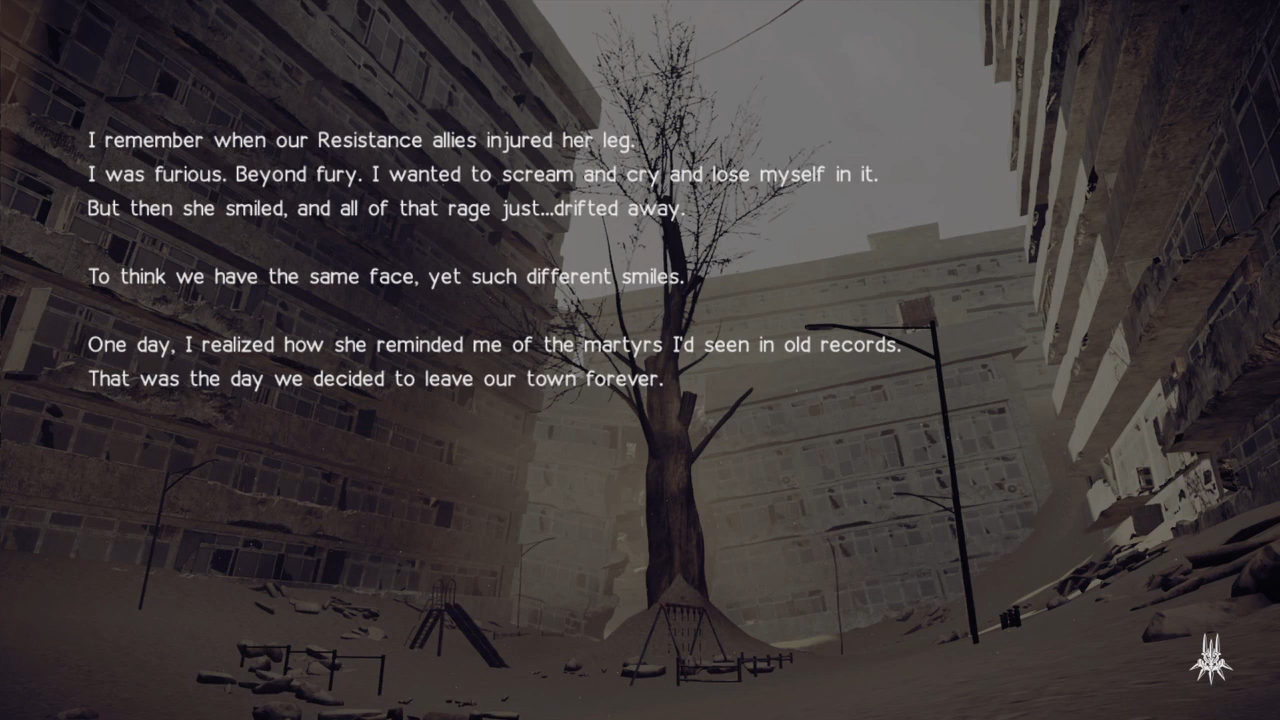 I remember when our Resistance allies injured her leg.
I was furious. Beyond fury. I wanted to scream and cry and lose myself in it.
But then she smiled, and all of that rage just...drifted away.
To think we have the same face, yet such different smiles.
One day, I realized how she reminded me of the martyrs I'd seen in old records.
That was the day we decided to leave our town forever.